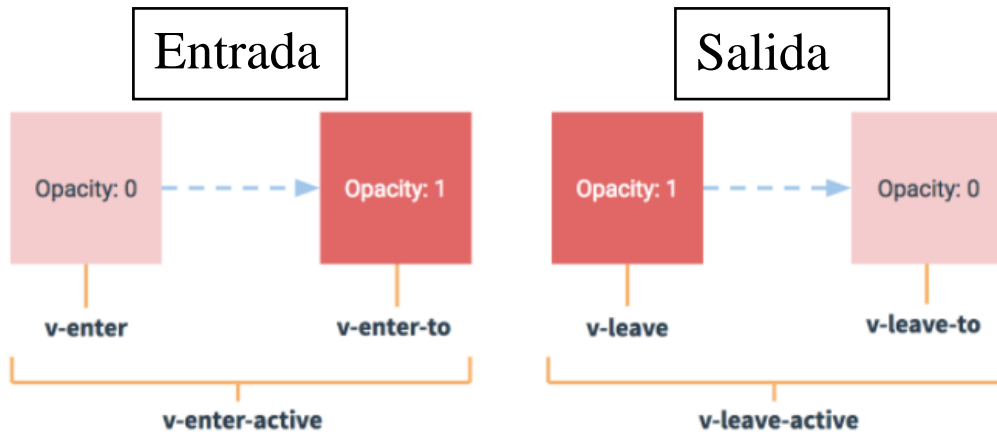 Entrada
Salida
Opacity: 0
Opacity: 1
Opacity: 1
Opacity: 0
v-enter
v-enter-to
v-leave
v-leave-to
v-enter-active
v-leave-active